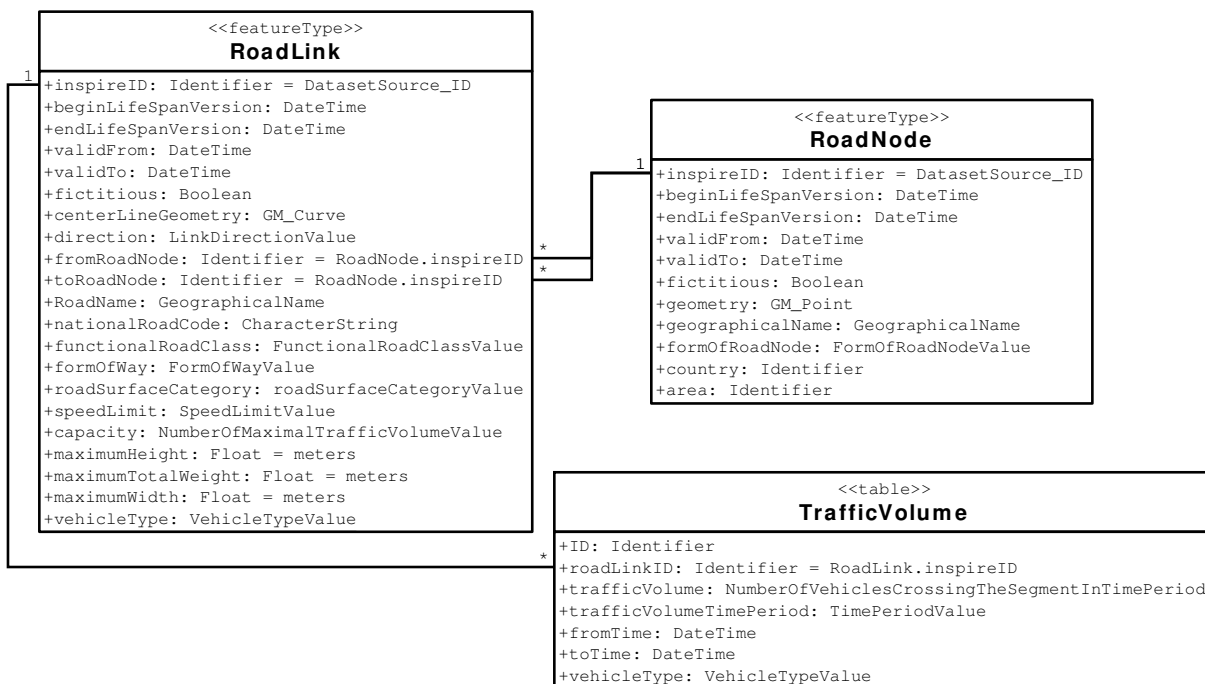 <<featureType>>
RoadLink
1
+inspireID: Identifier = DatasetSource_ID
+beginLifeSpanVersion: DateTime
+endLifeSpanVersion: DateTime
+validFrom: DateTime
+validTo: DateTime
+fictitious: Boolean
+centerLineGeometry: GM_Curve
+direction: LinkDirectionValue
+fromRoadNode: Identifier = RoadNode.inspireID
+toRoadNode: Identifier = RoadNode.inspireID
+RoadName: GeographicalName
+nationalRoadCode: CharacterString
+functionalRoadClass: FunctionalRoadClassValue
+formOfWay: FormOfWayValue
+roadSurfaceCategory: roadSurfaceCategoryValue
+speedLimit: SpeedLimitValue
+capacity: NumberOfMaximalTrafficVolumeValue
+maximumHeight: Float = meters
+maximumTotalWeight: Float = meters
+maximumWidth: Float = meters
+vehicleType: VehicleTypeValue
*
*
<<featureType>>
RoadNode
1
+inspireID: Identifier = DatasetSource_ID
+beginLifeSpanVersion: DateTime
+endLifeSpanVersion: DateTime
+validFrom: DateTime
+validTo: DateTime
+fictitious: Boolean
+geometry: GM_Point
+geographicalName: GeographicalName
+formOfRoadNode: FormOfRoadNodeValue
+country: Identifier
+area: Identifier
<<table>>
TrafficVolume
*
+ID: Identifier
+roadLinkID: Identifier = RoadLink.inspireID
+trafficVolume: NumberOfVehiclesCrossingTheSegmentInTimePeriod
+trafficVolumeTimePeriod: TimePeriodValue
+fromTime: DateTime
+toTime: DateTime
+vehicleType: VehicleTypeValue